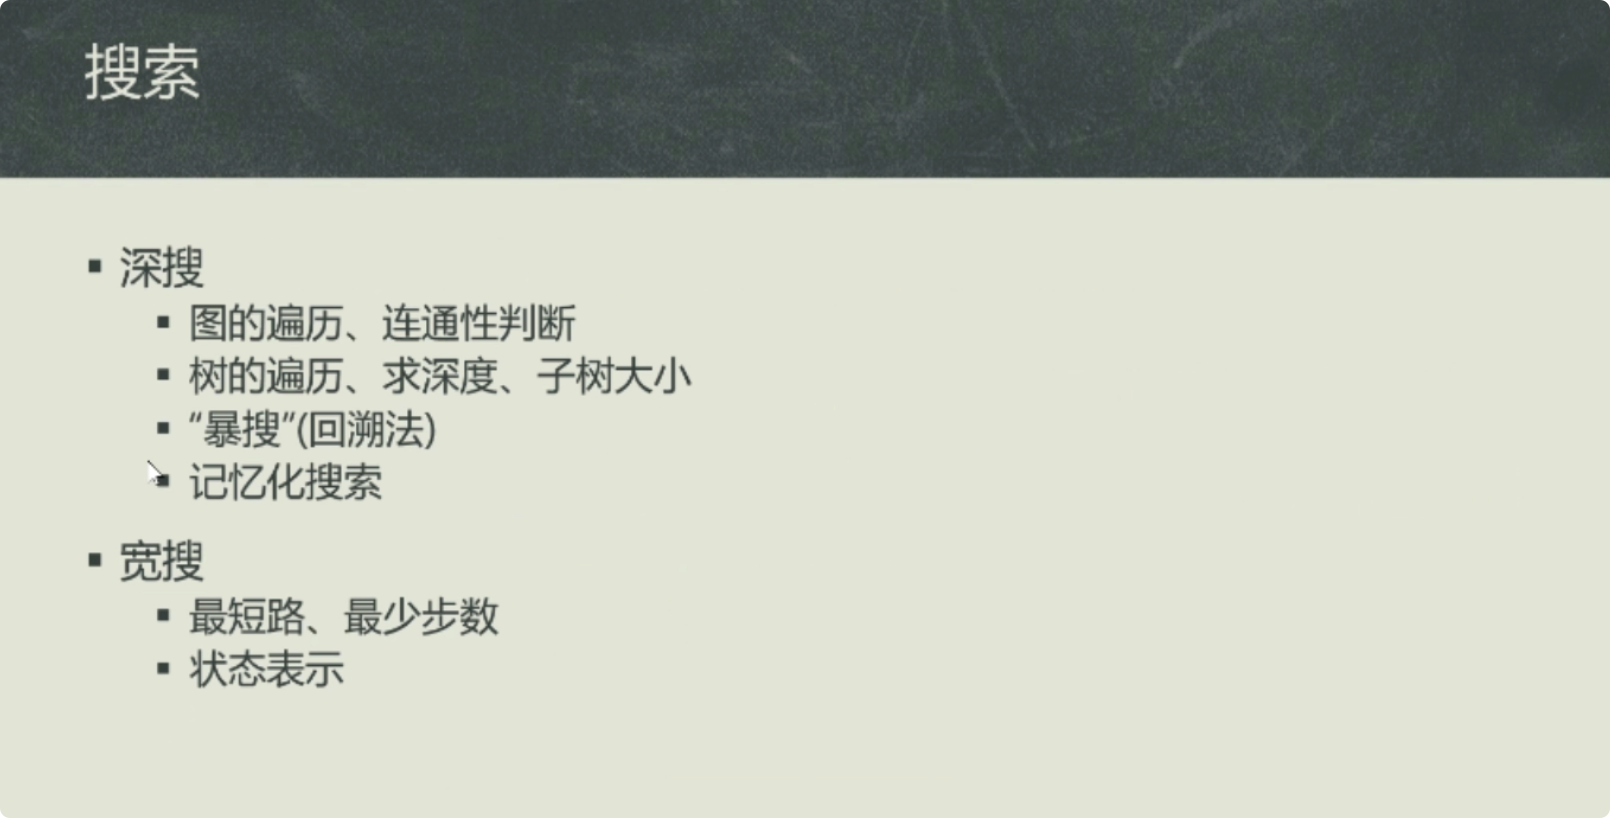 搜索
深搜
图的遍历、连通性判断
树的遍历、求深度、子树大小
“暴搜”(回溯法)
记忆化搜索
宽搜
最短路、最少步数
状态表示